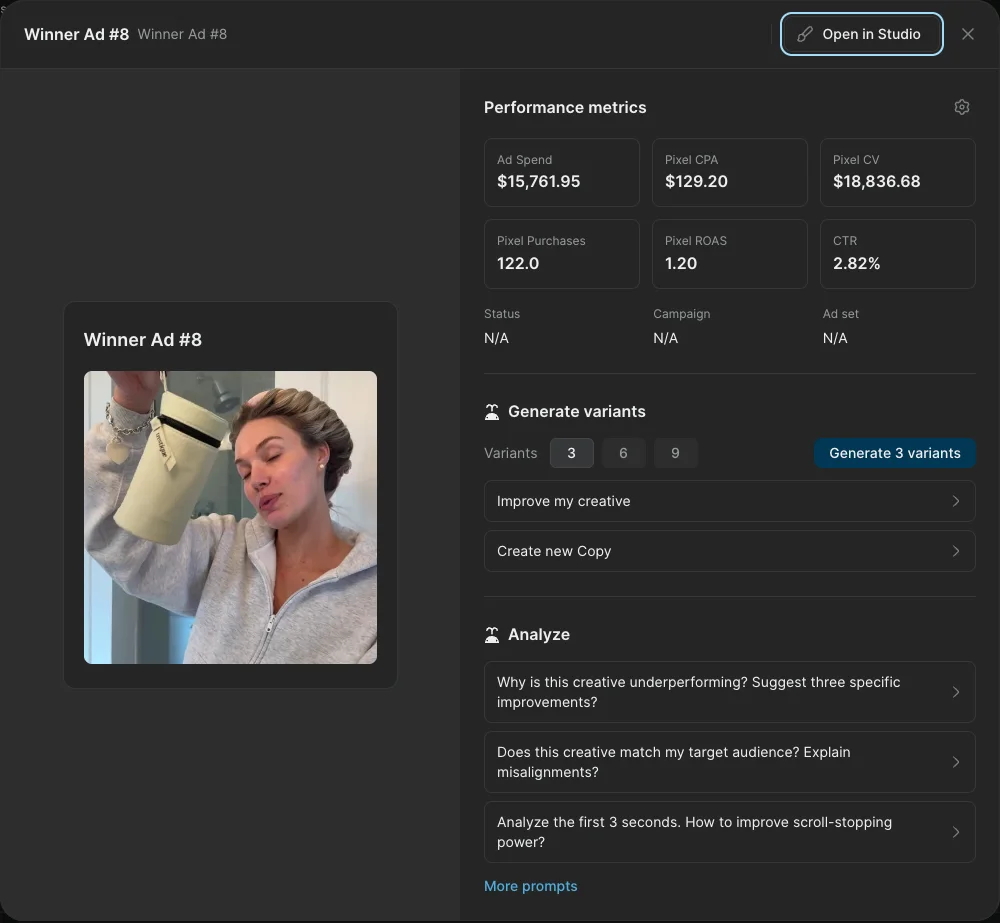 Winner Ad #8 Winner Ad #8
Open in Studio
Winner Ad #8
Performance metrics
Ad Spend
$15,761.95
Pixel CPA
$129.20
Pixel CV
$18,836.68
Pixel Purchases
122.0
Pixel ROAS
1.20
CTR
2.82%
Status
N/A
Campaign
N/A
Ad set
N/A
Generate variants
Variants 3 6 9
Generate 3 variants
Improve my creative
Create new Copy
Analyze
Why is this creative underperforming? Suggest three specific
improvements?
Does this creative match my target audience? Explain
misalignments?
Analyze the first 3 seconds. How to improve scroll-stopping
power?
More prompts